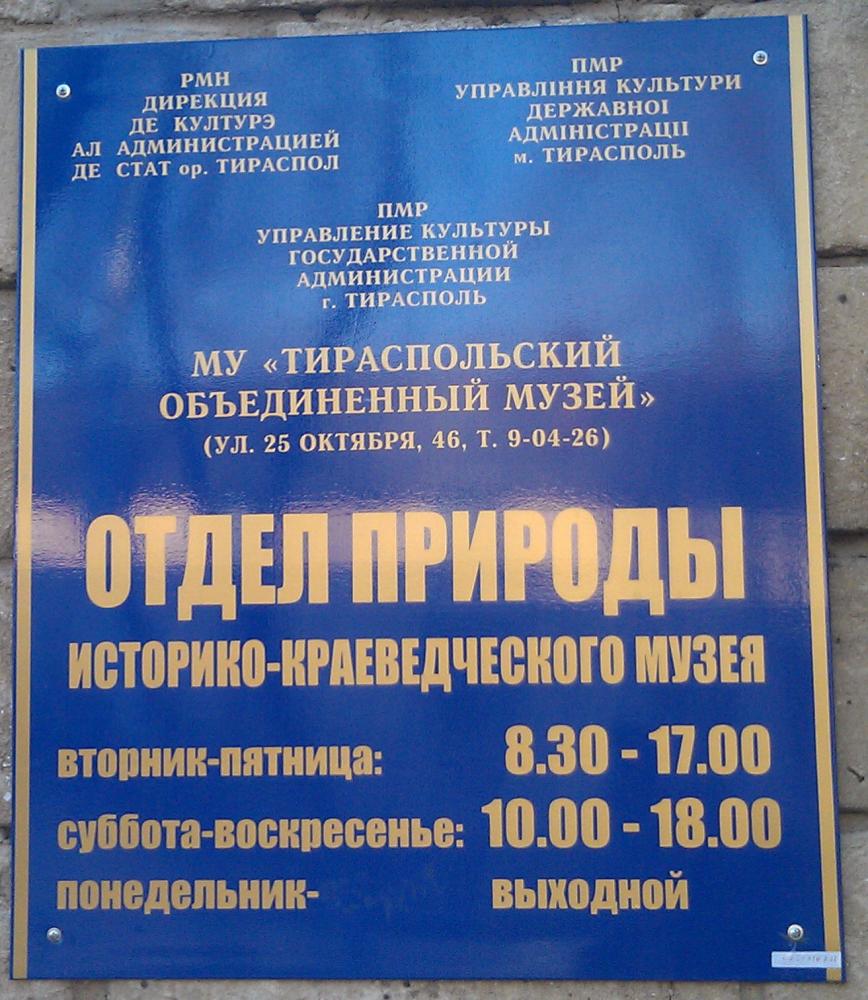 РМН
ДИРЕКЦИЯ
ДЕ КУЛТУРЭ
АЛ АДМИНИСТРАЦИЕЙ
ДЕ СТАТ ор. ТИРАСПОЛ
ПМР
УПРАВЛІННЯ КУЛЬТУРИ
ДЕРЖАВНОІ
АДМІНІСТРАЦІІ
м. ТИРАСПОЛЬ
ПМР
УПРАВЛЕНИЕ КУЛЬТУРЫ
ГОСУДАРСТВЕННОЙ
АДМИНИСТРАЦИИ
г. ТИРАСПОЛЬ
МУ «ТИРАСПОЛЬСКИЙ
ОБЪЕДИНЕННЫЙ МУЗЕЙ»
(УЛ. 25 ОКТЯБРЯ, 46, Т. 9-04-26)
ОТДЕЛ ПРИРОДЫ
ИСТОРИКО-КРАЕВЕДЧЕСКОГО МУЗЕЯ
вторник-пятница: 8.30 - 17.00
суббота-воскресенье: 10.00 - 18.00
понедельник- выходной